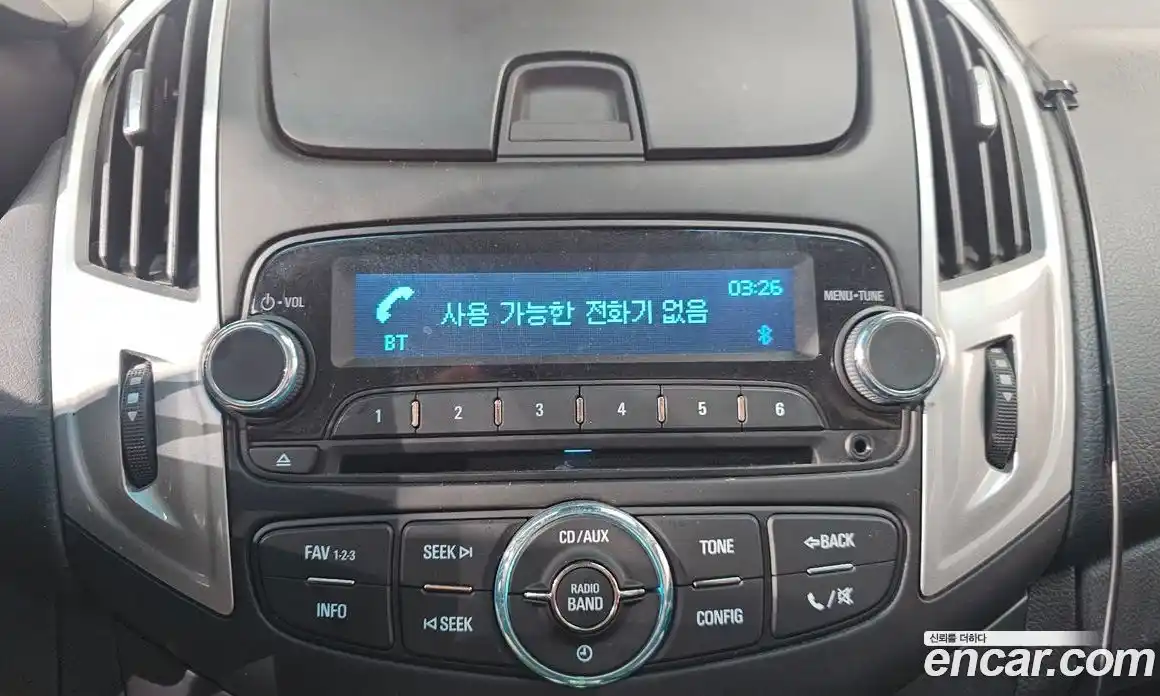 VOL
사용 가능한 전화기 없음
03:26
BT
MENU-TUNE
1 2 3 4 5 6
CD/AUX
FAV 1-2-3
SEEK
TONE
BACK
RADIO
BAND
INFO
SEEK
CONFIG
신뢰를 더하다
encar.com